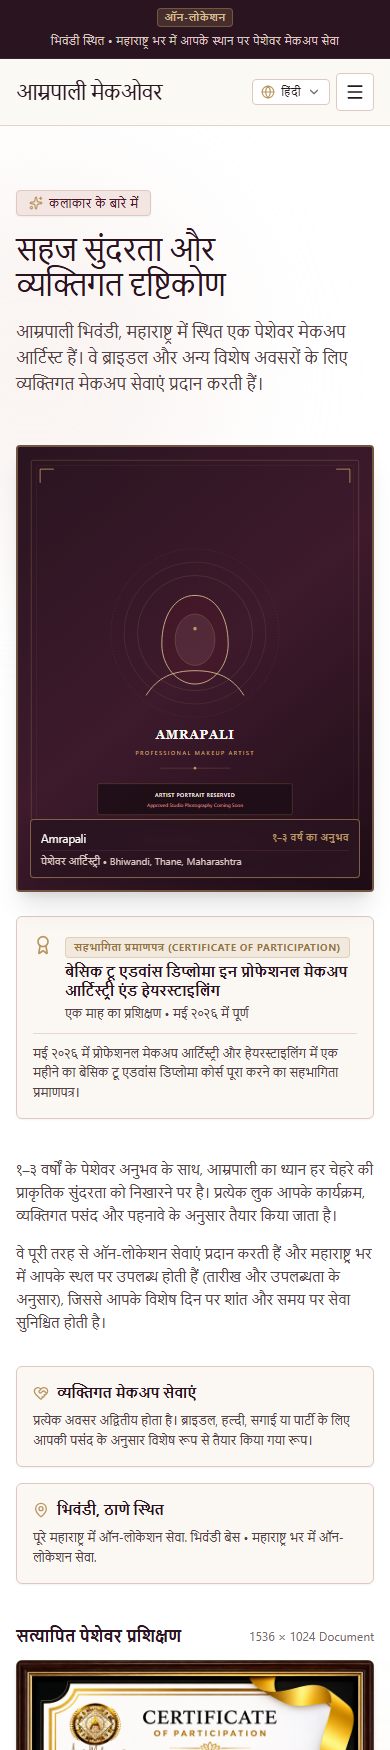 ऑन-लोकेशन
भिवंडी स्थित • महाराष्ट्र भर में आपके स्थान पर पेशेवर मेकअप सेवा
आम्रपाली मेकओवर
हिंदी
कलाकार के बारे में
सहज सुंदरता और
व्यक्तिगत दृष्टिकोण
आम्रपाली भिवंडी, महाराष्ट्र में स्थित एक पेशेवर मेकअप
आर्टिस्ट हैं। वे ब्राइडल और अन्य विशेष अवसरों के लिए
व्यक्तिगत मेकअप सेवाएं प्रदान करती हैं।
AMRAPALI
PROFESSIONAL MAKEUP ARTIST
ARTIST PORTRAIT RESERVED
Approved Studio Photography Coming Soon
Amrapali
१–३ वर्ष का अनुभव
पेशेवर आर्टिस्ट्री • Bhiwandi, Thane, Maharashtra
सहभागिता प्रमाणपत्र (CERTIFICATE OF PARTICIPATION)
बेसिक टू एडवांस डिप्लोमा इन प्रोफेशनल मेकअप
आर्टिस्ट्री एंड हेयरस्टाइलिंग
एक माह का प्रशिक्षण • मई २०२६ में पूर्ण
मई २०२६ में प्रोफेशनल मेकअप आर्टिस्ट्री और हेयरस्टाइलिंग में एक
महीने का बेसिक टू एडवांस डिप्लोमा कोर्स पूरा करने का सहभागिता
प्रमाणपत्र।
१–३ वर्षों के पेशेवर अनुभव के साथ, आम्रपाली का ध्यान हर चेहरे की
प्राकृतिक सुंदरता को निखारने पर है। प्रत्येक लुक आपके कार्यक्रम,
व्यक्तिगत पसंद और पहनावे के अनुसार तैयार किया जाता है।
वे पूरी तरह से ऑन-लोकेशन सेवाएं प्रदान करती हैं और महाराष्ट्र भर
में आपके स्थल पर उपलब्ध होती हैं (तारीख और उपलब्धता के
अनुसार), जिससे आपके विशेष दिन पर शांत और समय पर सेवा
सुनिश्चित होती है।
व्यक्तिगत मेकअप सेवाएं
प्रत्येक अवसर अद्वितीय होता है। ब्राइडल, हल्दी, सगाई या पार्टी के लिए
आपकी पसंद के अनुसार विशेष रूप से तैयार किया गया रूप।
भिवंडी, ठाणे स्थित
पूरे महाराष्ट्र में ऑन-लोकेशन सेवा. भिवंडी बेस • महाराष्ट्र भर में ऑन-
लोकेशन सेवा.
सत्यापित पेशेवर प्रशिक्षण
1536 × 1024 Document
CERTIFICATE
OF PARTICIPATION